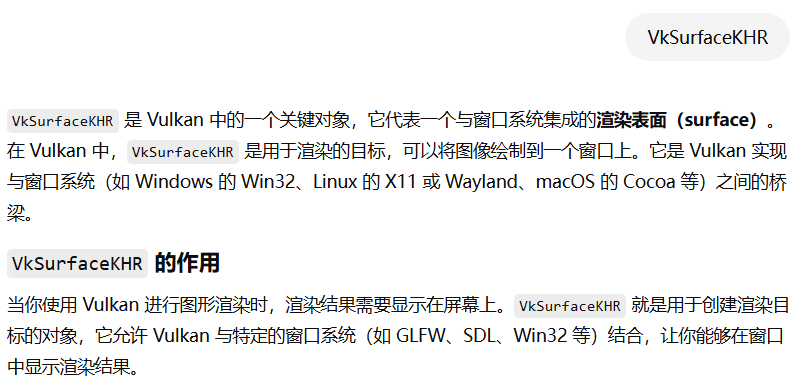 VkSurfaceKHR
VkSurfaceKHR 是 Vulkan 中的一个关键对象，它代表一个与窗口系统集成的渲染表面（surface）。
在 Vulkan 中，VkSurfaceKHR 是用于渲染的目标，可以将图像绘制到一个窗口上。它是 Vulkan 实现
与窗口系统（如 Windows 的 Win32、Linux 的 X11 或 Wayland、macOS 的 Cocoa 等）之间的桥
梁。
VkSurfaceKHR 的作用
当你使用 Vulkan 进行图形渲染时，渲染结果需要显示在屏幕上。VkSurfaceKHR 就是用于创建渲染目
标的对象，它允许 Vulkan 与特定的窗口系统（如 GLFW、SDL、Win32 等）结合，让你能够在窗口
中显示渲染结果。